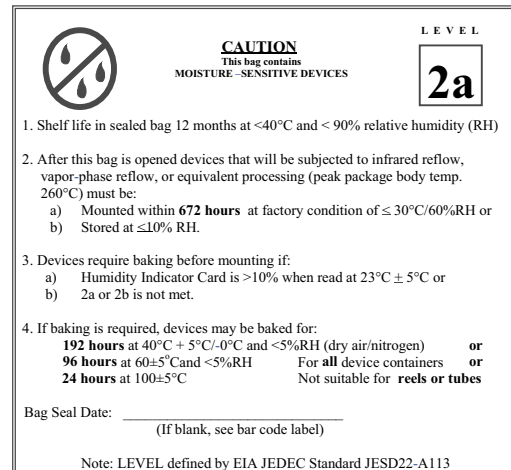 LEVEL
CAUTION
This bag contains
MOISTURE –SENSITIVE DEVICES
2a
1. Shelf life in sealed bag 12 months at <40°C and < 90% relative humidity (RH)
2. After this bag is opened devices that will be subjected to infrared reflow,
vapor-phase reflow, or equivalent processing (peak package body temp.
260°C) must be:
a) Mounted within 672 hours at factory condition of ≤ 30°C/60%RH or
b) Stored at ≤10% RH.
3. Devices require baking before mounting if:
a) Humidity Indicator Card is >10% when read at 23°C ± 5°C or
b) 2a or 2b is not met.
4. If baking is required, devices may be baked for:
192 hours at 40°C + 5°C/-0°C and <5%RH (dry air/nitrogen) or
96 hours at 60±5°Cand <5%RH For all device containers or
24 hours at 100±5°C Not suitable for reels or tubes
Bag Seal Date: ______________________________
(If blank, see bar code label)
Note: LEVEL defined by EIA JEDEC Standard JESD22-A113